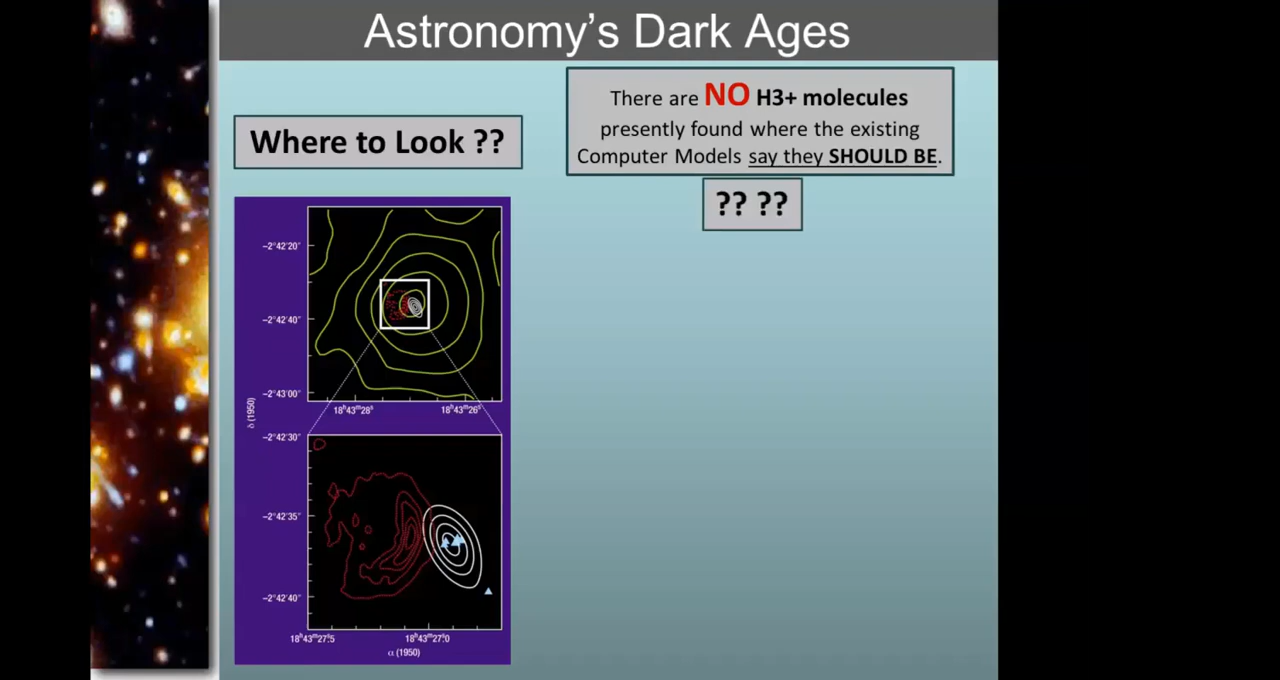 Astronomy's Dark Ages
Where to Look ??
There are NO H3+ molecules
presently found where the existing
Computer Models say they SHOULD BE.
?? ??
−2°42'20"
−2°42'40"
−2°43'00"
18ʰ43ᵐ28ˢ
18ʰ43ᵐ26ˢ
δ (1950)
−2°42'30"
−2°42'35"
−2°42'40"
18ʰ43ᵐ27ˢ.5
18ʰ43ᵐ27ˢ.0
α (1950)